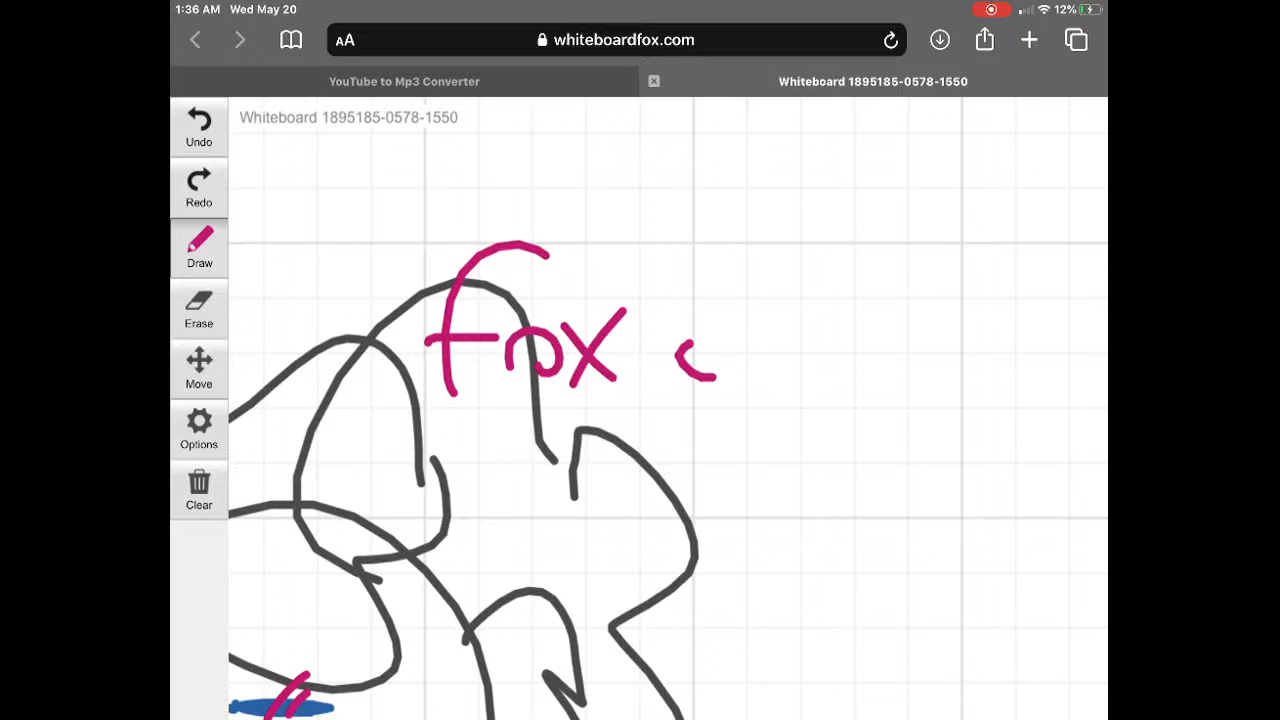 1:36 AM Wed May 20 12%
AA whiteboardfox.com
YouTube to Mp3 Converter Whiteboard 1895185-0578-1550
Whiteboard 1895185-0578-1550
Undo
Redo
Draw
Erase
Move
Options
Clear
fox c